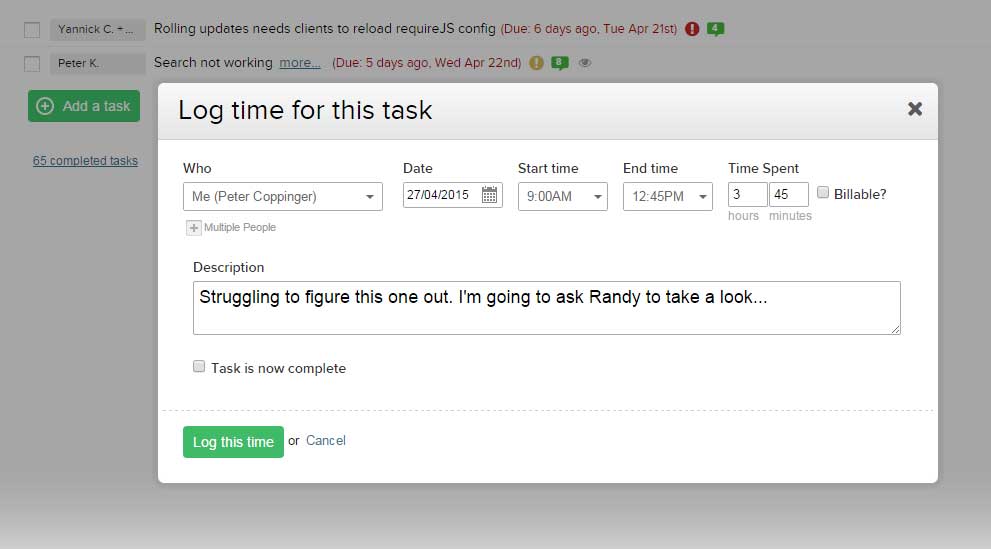 Yannick C. +... Rolling updates needs clients to reload requireJS config (Due: 6 days ago, Tue Apr 21st) ! 4
Peter K. Search not working more... (Due: 5 days ago, Wed Apr 22nd) ! 8
Add a task
65 completed tasks
Log time for this task
Who Date Start time End time Time Spent
Me (Peter Coppinger) 27/04/2015 9:00AM 12:45PM 3 45 Billable?
hours minutes
+ Multiple People
Description
Struggling to figure this one out. I'm going to ask Randy to take a look...
Task is now complete
Log this time or Cancel